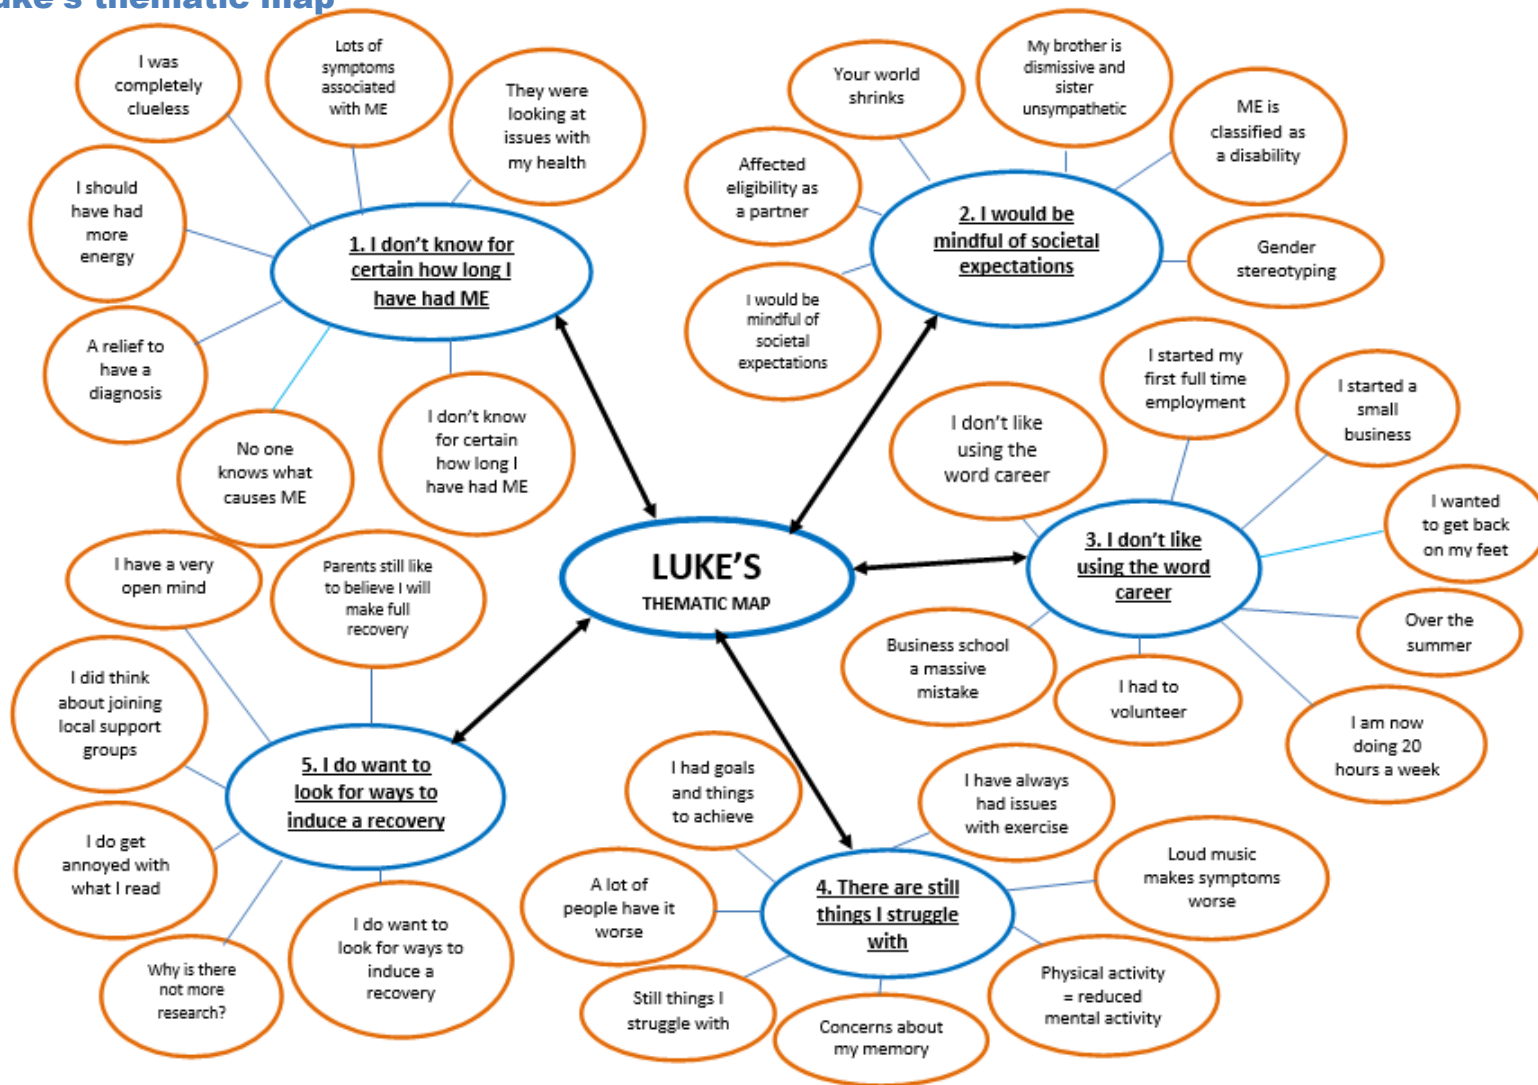 Luke's thematic map
I was
completely
clueless
Lots of
symptoms
associated
with ME
They were
looking at
issues with
my health
I should
have had
more
energy
1. I don't know for
certain how long I
have had ME
A relief to
have a
diagnosis
No one
knows what
causes ME
I don't know
for certain
how long I
have had ME
Your world
shrinks
My brother is
dismissive and
sister
unsympathetic
ME is
classified as
a disability
Affected
eligibility as
a partner
2. I would be
mindful of societal
expectations
Gender
stereotyping
I would be
mindful of
societal
expectations
I started my
first full time
employment
I started a
small
business
I don't like
using the
word career
I wanted
to get back
on my feet
3. I don't like
using the word
career
Over the
summer
Business school
a massive
mistake
I had to
volunteer
I am now
doing 20
hours a week
LUKE'S
THEMATIC MAP
I have a very
open mind
Parents still like
to believe I will
make full
recovery
I did think
about joining
local support
groups
5. I do want to
look for ways to
induce a recovery
I do get
annoyed with
what I read
Why is there
not more
research?
I do want to
look for ways to
induce a
recovery
I had goals
and things
to achieve
I have always
had issues
with exercise
Loud music
makes symptoms
worse
A lot of
people have it
worse
4. There are still
things I struggle
with
Still things I
struggle with
Concerns about
my memory
Physical activity
= reduced
mental activity